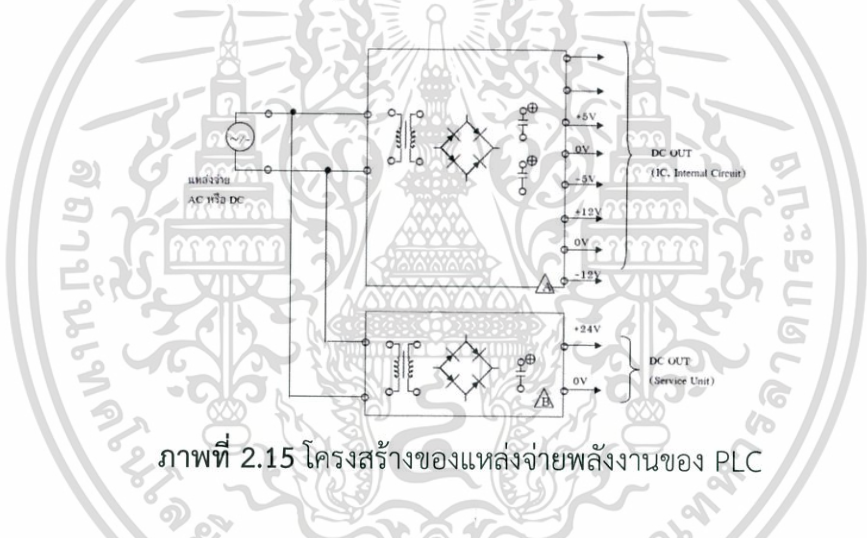 +5V
0V
-5V
+12V
0V
-12V
DC OUT
(IC, Internal Circuit)
แหล่งจ่าย
AC หรือ DC
A
+24V
0V
DC OUT
(Service Unit)
B
ภาพที่ 2.15 โครงสร้างของแหล่งจ่ายพลังงานของ PLC